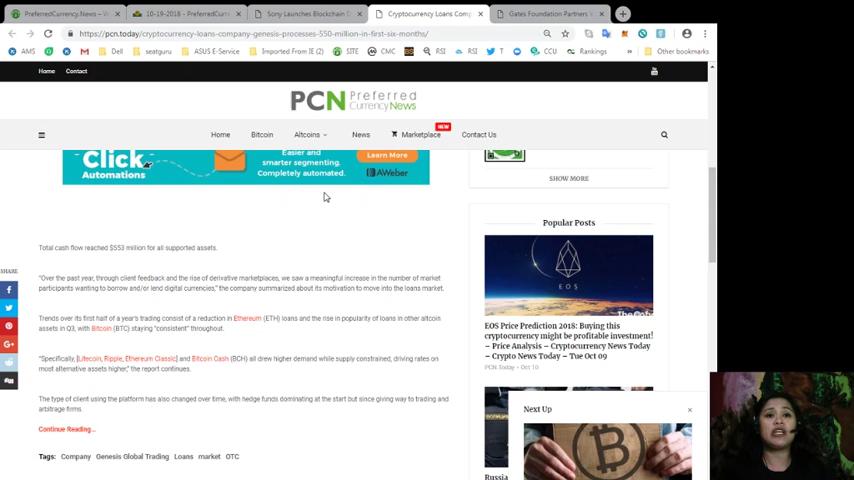 PreferredCurrency.News – V
10-19-2018 - PreferredCurr
Sony Launches Blockchain D
Cryptocurrency Loans Comp
Gates Foundation Partners
https://pcn.today/cryptocurrency-loans-company-genesis-processes-550-million-in-first-six-months/
AMS
Dell
seatguru
ASUS E-Service
Imported From IE (2)
SITE
CMC
RSI
RSI
CCU
Rankings
Other bookmarks
Home Contact
PCN Preferred
Currency News
Home Bitcoin Altcoins News Marketplace NEW Contact Us
Click
Automations
Easier and
smarter segmenting.
Completely automated.
Learn More
AWeber
SHOW MORE
Total cash flow reached $553 million for all supported assets.
"Over the past year, through client feedback and the rise of derivative marketplaces, we saw a meaningful increase in the number of market
participants wanting to borrow and/or lend digital currencies," the company summarized about its motivation to move into the loans market.
Trends over its first half of a year's trading consist of a reduction in Ethereum (ETH) loans and the rise in popularity of loans in other altcoin
assets in Q3, with Bitcoin (BTC) staying "consistent" throughout.
"Specifically, [Litecoin, Ripple, Ethereum Classic] and Bitcoin Cash (BCH) all drew higher demand while supply constrained, driving rates on
most alternative assets higher," the report continues.
The type of client using the platform has also changed over time, with hedge funds dominating at the start but since giving way to trading and
arbitrage firms.
Continue Reading...
Tags: Company Genesis Global Trading Loans market OTC
SHARE
Popular Posts
EOS
EOS Price Prediction 2018: Buying this
cryptocurrency might be profitable investment!
– Price Analysis – Cryptocurrency News Today
– Crypto News Today – Tue Oct 09
PCN.Today • Oct 10
Russia
Next Up